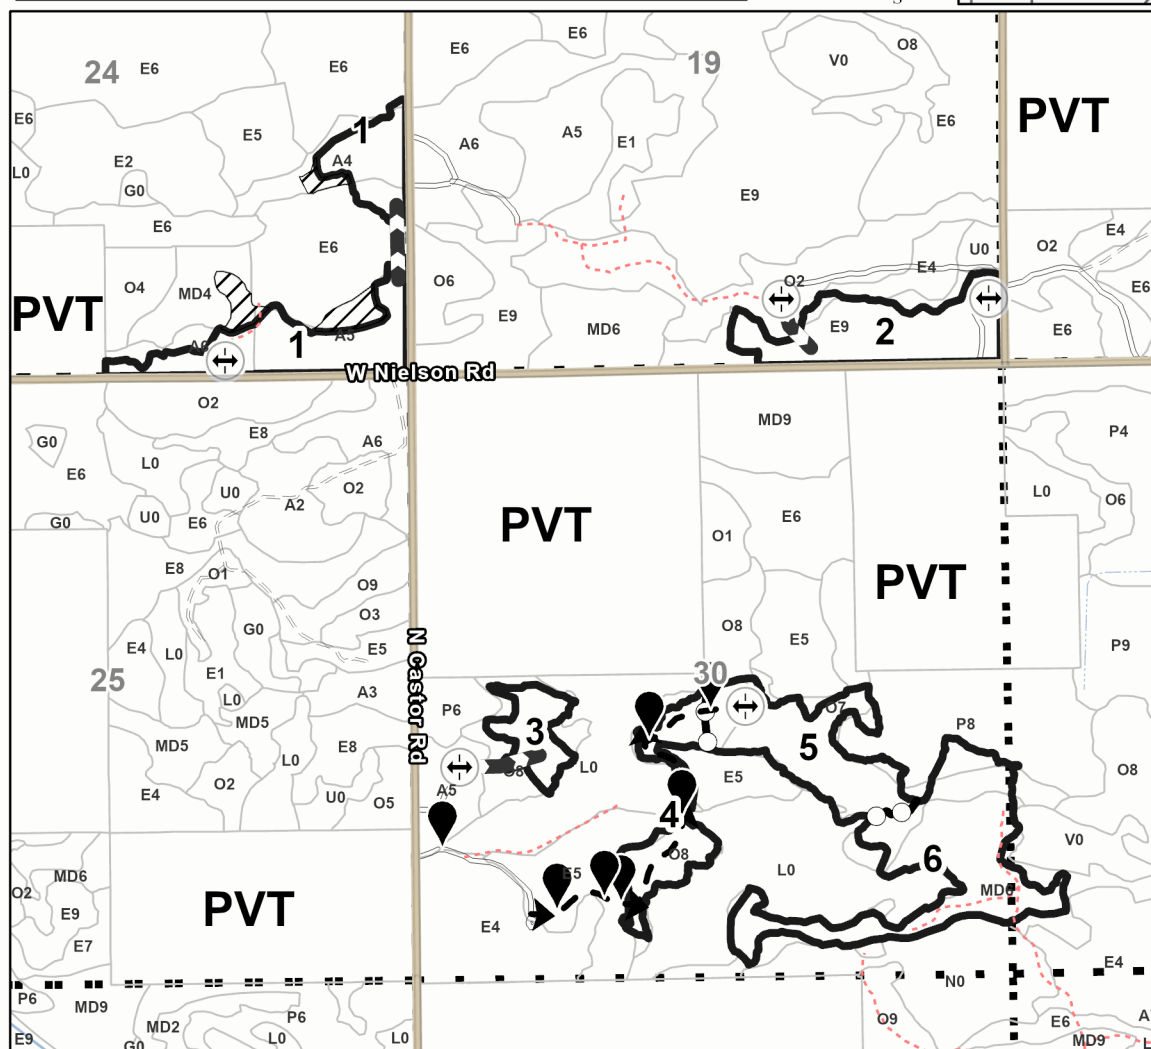 E6
O8
E6
V0
24
E6
E6
19
PVT
E6
E6
E5
1
A5
E1
A6
E2
A4
L0
G0
E9
E6
E6
E4
U0
O2
O4
MD4
O6
E4
E6
O2
PVT
E9
MD6
E9
2
E6
1
A5
W Nielson Rd
O2
MD9
E8
P4
G0
A6
L0
E6
O2
U0
L0
O6
A2
U0
E6
G0
PVT
E6
O1
E8
O1
O9
PVT
O3
G0
O8
E5
E4
L0
E5
P9
E1
30
25
L0
A3
N Castor Rd
P6
O7
MD5
P8
MD5
E8
3
5
L0
L0
O8
O8
E5
O2
E4
U0
O5
A5
4
V0
O8
6
L0
E5
MD6
MD6
O2
PVT
E9
E4
E7
E4
N0
P6
MD9
P6
O9
E6
MD2
E9
L0
L0
MD9
G0